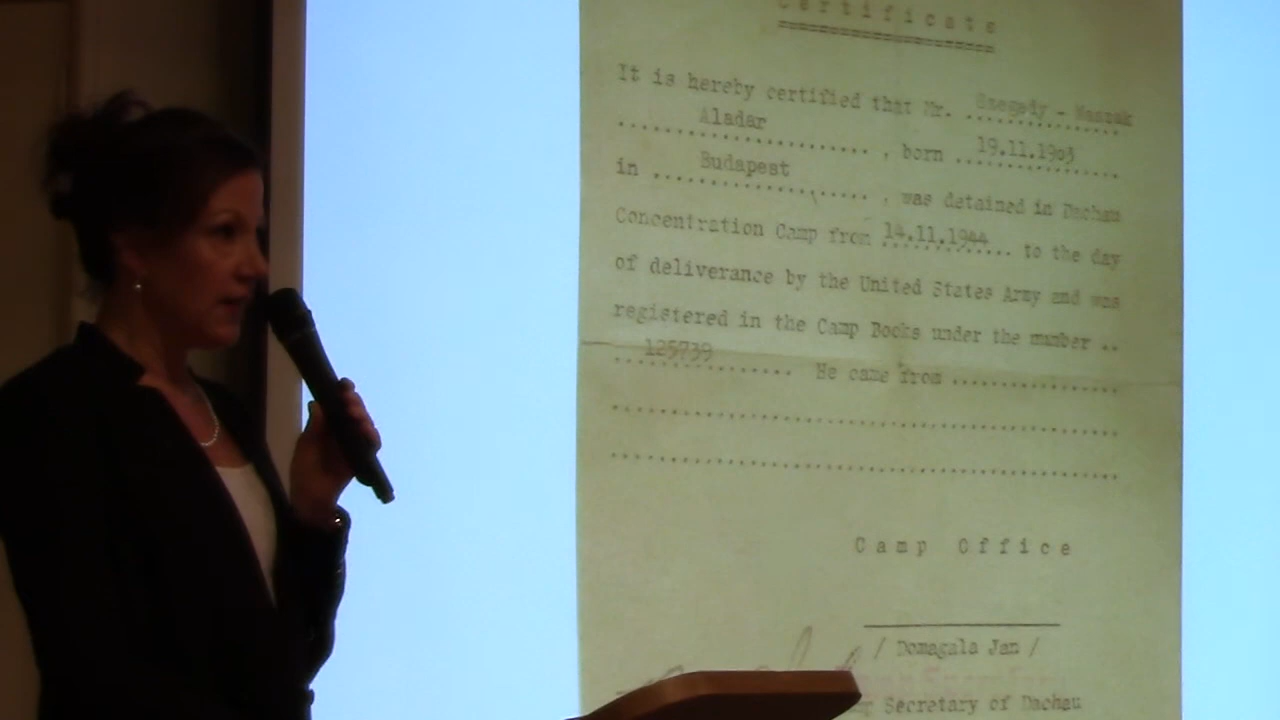 Certificate
It is hereby certified that Mr. Szegedy - Maszak
Aladar, born 19.11.1903
in Budapest, was detained in Dachau
Concentration Camp from 14.11.1944 to the day
of deliverance by the United States Army and was
registered in the Camp Books under the number ..
125739 He came from
Camp Office
/ Domagala Jan /
Secretary of Dachau